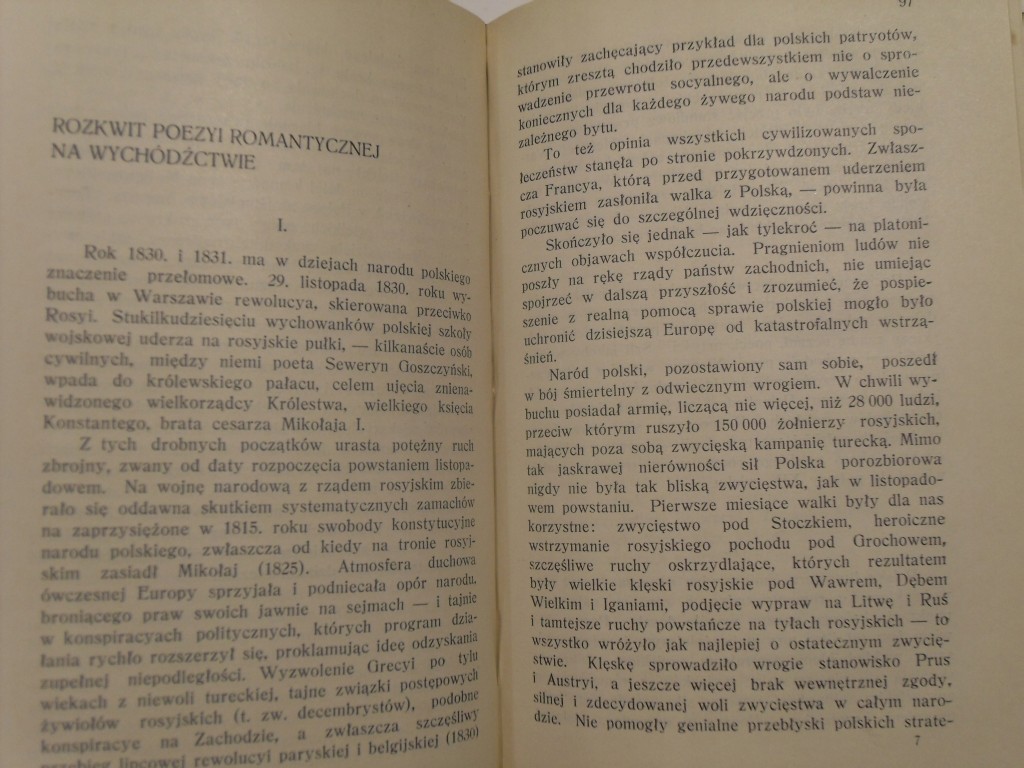 ROZKWIT POEZYI ROMANTYCZNEJ
NA WYCHODŹCTWIE
I.
Rok 1830. i 1831. ma w dziejach narodu polskiego
znaczenie przełomowe. 29. listopada 1830. roku wy-
bucha w Warszawie rewolucya, skierowana przeciwko
Rosyi. Stukilkudziesięciu wychowanków polskiej szkoły
wojskowej uderza na rosyjskie pułki, — kilkanaście osób
cywilnych, między niemi poeta Seweryn Goszczyński,
wpada do królewskiego pałacu, celem ujęcia zniena-
widzonego wielkorządcy Królestwa, wielkiego księcia
Konstantego, brata cesarza Mikołaja I.
Z tych drobnych początków urasta potężny ruch
zbrojny, zwany od daty rozpoczęcia powstaniem listopa-
dowem. Na wojnę narodową z rządem rosyjskim zbie-
rało się oddawna skutkiem systematycznych zamachów
na zaprzysiężone w 1815. roku swobody konstytucyjne
narodu polskiego, zwłaszcza od kiedy na tronie rosyj-
skim zasiadł Mikołaj (1825). Atmosfera duchowa
ówczesnej Europy sprzyjała i podniecała opór narodu,
broniącego praw swoich jawnie na sejmach — i tajnie
w konspiracyach politycznych, których program dzia-
łania rychło rozszerzył się, proklamując ideę odzyskania
zupełnej niepodległości. Wyzwolenie Grecyi po tylu
wiekach z niewoli tureckiej, tajne związki postępowych
żywiołów rosyjskich (t. zw. decembrystów), podobne
konspiracye na Zachodzie, a zwłaszcza szczęśliwy
przebieg lipcowej rewolucyi paryskiej i belgijskiej (1830)
97
stanowiły zachęcający przykład dla polskich patryotów,
którym zresztą chodziło przedewszystkiem nie o spro-
wadzenie przewrotu socyalnego, ale o wywalczenie
koniecznych dla każdego żywego narodu podstaw nie-
zależnego bytu.
To też opinia wszystkich cywilizowanych spo-
łeczeństw stanęła po stronie pokrzywdzonych. Zwłasz-
cza Francya, którą przed przygotowanem uderzeniem
rosyjskiem zasłoniła walka z Polską, — powinna była
poczuwać się do szczególnej wdzięczności.
Skończyło się jednak — jak tylekroć — na platoni-
cznych objawach współczucia. Pragnieniom ludów nie
poszły na rękę rządy państw zachodnich, nie umiejąc
spojrzeć w dalszą przyszłość i zrozumieć, że pospie-
szenie z realną pomocą sprawie polskiej mogło było
uchronić dzisiejszą Europę od katastrofalnych wstrzą-
śnień.
Naród polski, pozostawiony sam sobie, poszedł
w bój śmiertelny z odwiecznym wrogiem. W chwili wy-
buchu posiadał armię, liczącą nie więcej, niż 28 000 ludzi,
przeciw którym ruszyło 150 000 żołnierzy rosyjskich,
mających poza sobą zwycięską kampanię turecką. Mimo
tak jaskrawej nierówności sił Polska porozbiorowa
nigdy nie była tak bliską zwycięstwa, jak w listopado-
wem powstaniu. Pierwsze miesiące walki były dla nas
korzystne: zwycięstwo pod Stoczkiem, heroiczne
wstrzymanie rosyjskiego pochodu pod Grochowem,
szczęśliwe ruchy oskrzydlające, których rezultatem
były wielkie klęski rosyjskie pod Wawrem, Dębem
Wielkim i Iganiami, podjęcie wypraw na Litwę i Ruś
i tamtejsze ruchy powstańcze na tyłach rosyjskich — to
wszystko wróżyło jak najlepiej o ostatecznym zwycię-
stwie. Klęskę sprowadziło wrogie stanowisko Prus
i Austryi, a jeszcze więcej brak wewnętrznej zgody,
silnej i zdecydowanej woli zwycięstwa w całym naro-
dzie. Nie pomogły genialne przebłyski polskich strate-
7